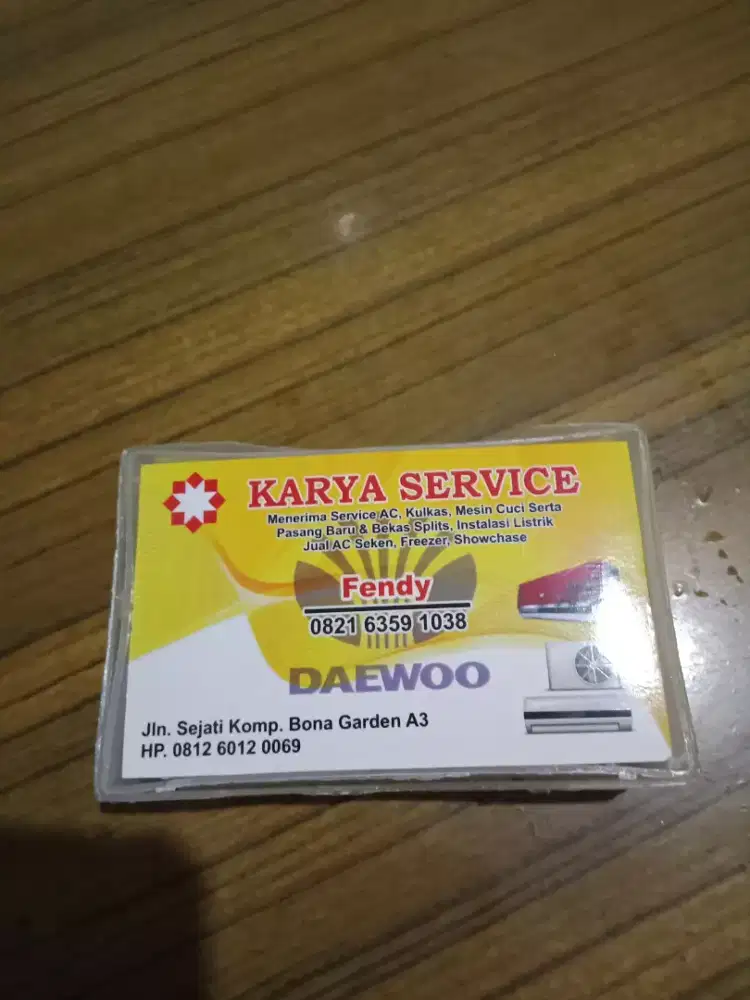 KARYA SERVICE
Menerima Service AC, Kulkas, Mesin Cuci Serta
Pasang Baru & Bekas Splits, Instalasi Listrik
Jual AC Seken, Freezer, Showchase
Fendy
0821 6359 1038
DAEWOO
Jln. Sejati Komp. Bona Garden A3
HP. 0812 6012 0069